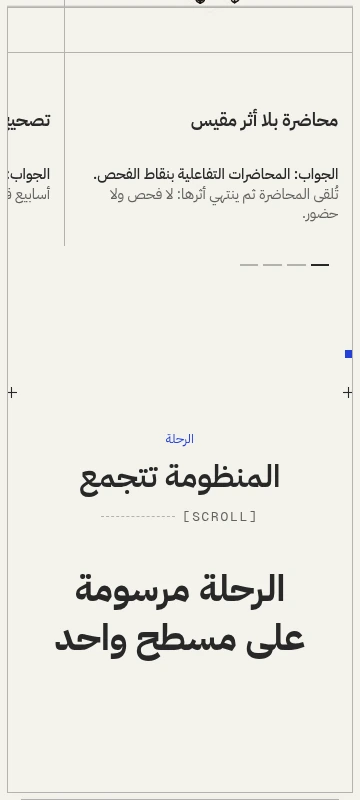 محاضرة بلا أثر مقيس
الجواب: المحاضرات التفاعلية بنقاط الفحص.
تُلقى المحاضرة ثم ينتهي أثرها: لا فحص ولا
حضور.
الجواب:
أسابيع
الرحلة
المنظومة تتجمع
[SCROLL]
الرحلة مرسومة
على مسطح واحد